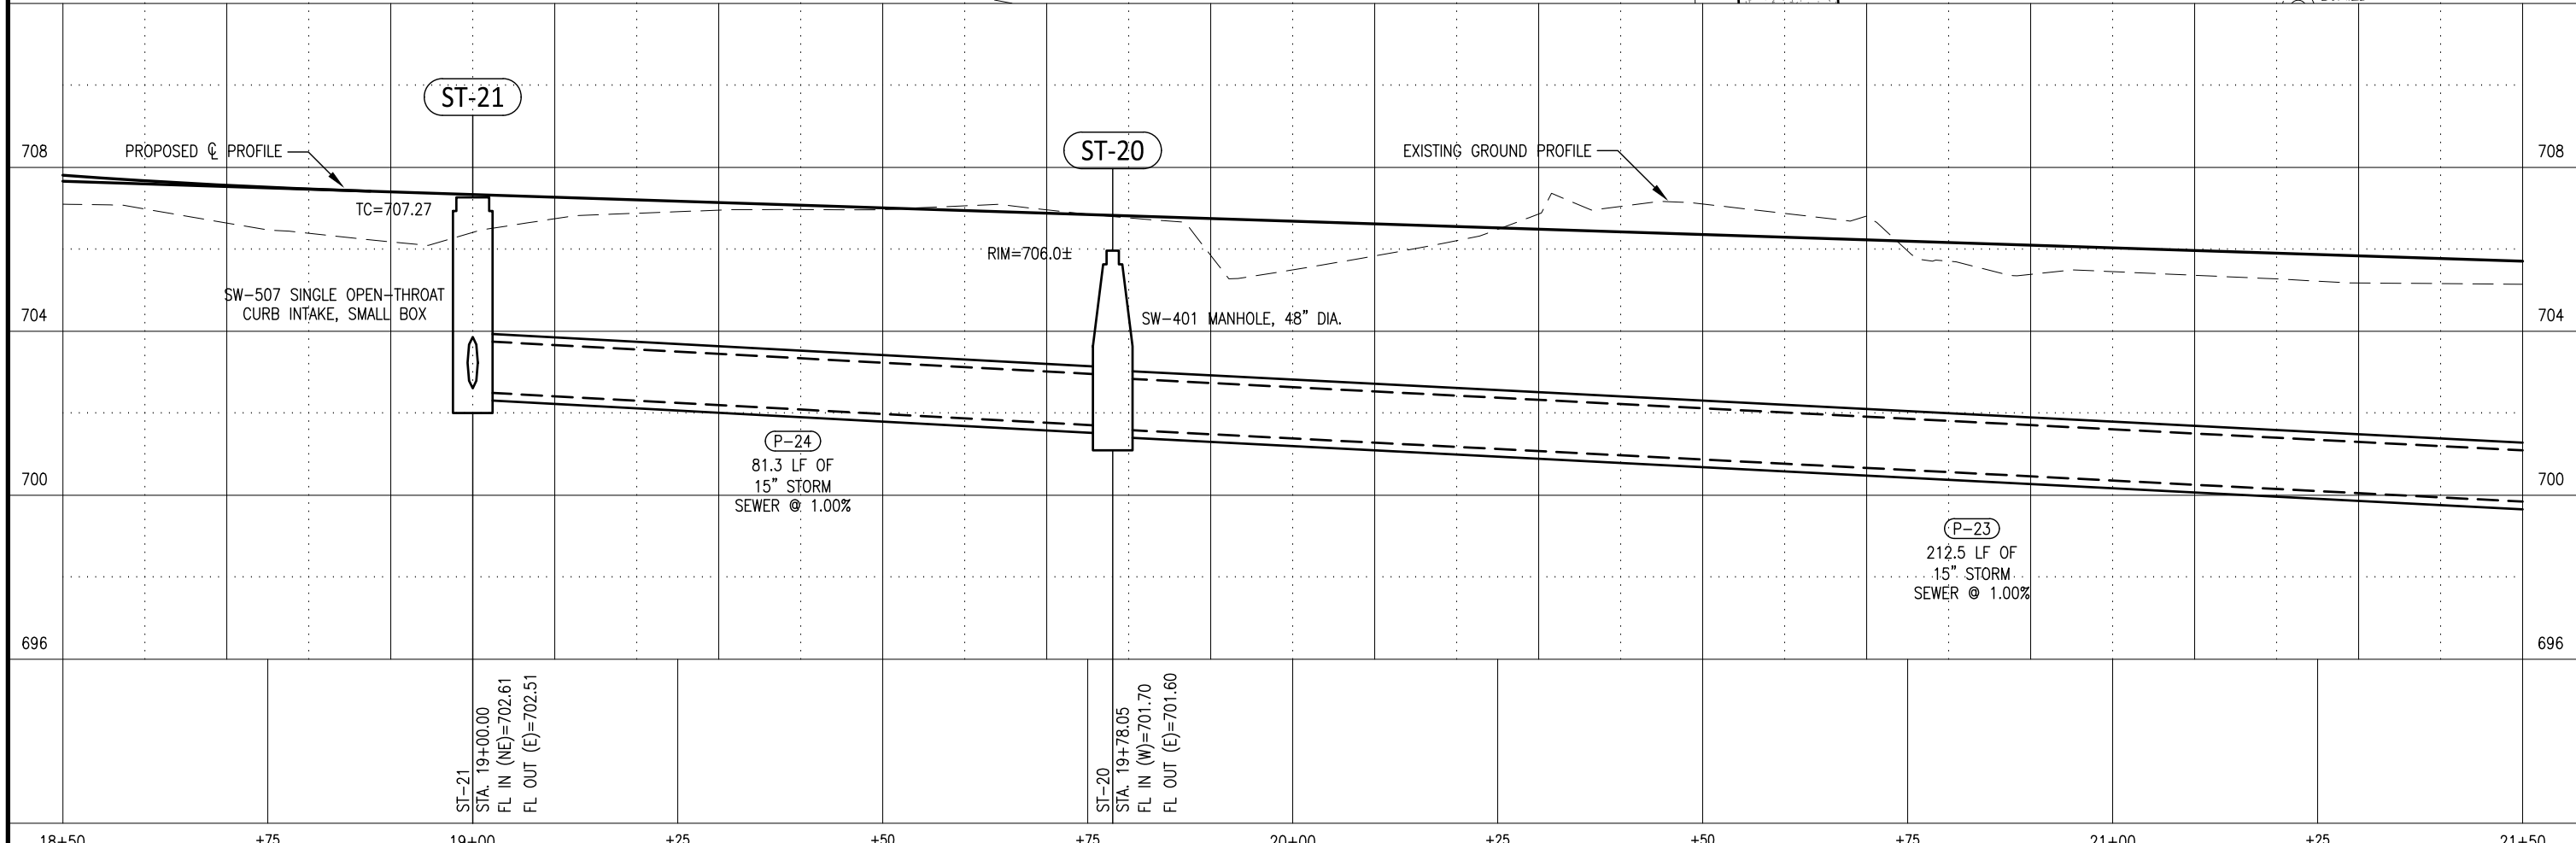 ST-21
ST-20
708
PROPOSED ℄ PROFILE
EXISTING GROUND PROFILE
708
TC=707.27
RIM=706.0±
SW-507 SINGLE OPEN-THROAT
CURB INTAKE, SMALL BOX
SW-401 MANHOLE, 48" DIA.
704
704
P-24
81.3 LF OF
15" STORM
SEWER @ 1.00%
700
700
P-23
212.5 LF OF
15" STORM
SEWER @ 1.00%
696
696
ST-21
STA. 19+00.00
FL IN (NE)=702.61
FL OUT (E)=702.51
ST-20
STA. 19+78.05
FL IN (W)=701.70
FL OUT (E)=701.60
18+50 +75 19+00 +25 +50 +75 20+00 +25 +50 +75 21+00 +25 21+50